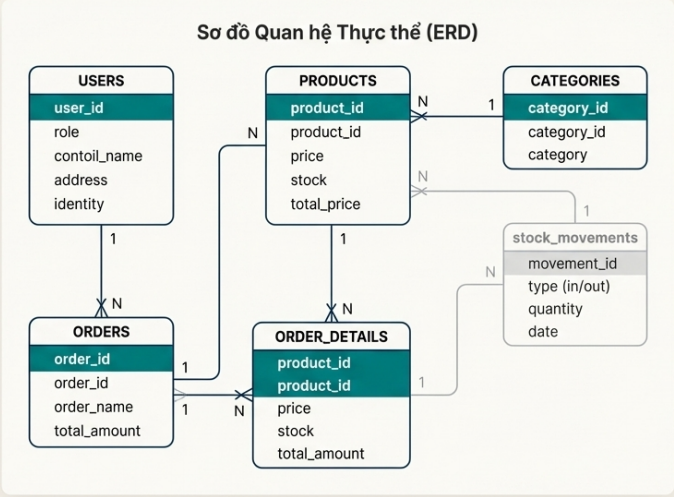 Sơ đồ Quan hệ Thực thể (ERD)
USERS
user_id
role
contoil_name
address
identity
PRODUCTS
product_id
product_id
price
stock
total_price
CATEGORIES
category_id
category_id
category
N
1
N
N
1
stock_movements
movement_id
type (in/out)
quantity
date
1
N
1
N
N
ORDERS
order_id
order_id
order_name
total_amount
1
1
N
ORDER_DETAILS
product_id
product_id
price
stock
total_amount
1